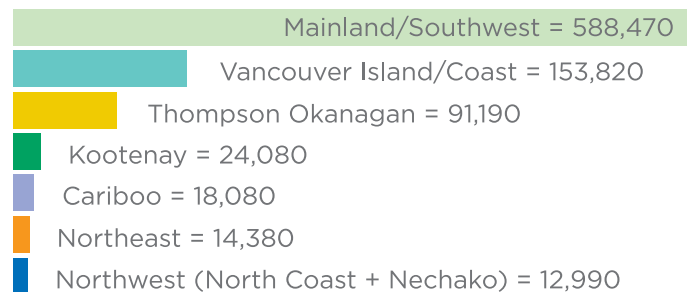 Mainland/Southwest = 588,470
Vancouver Island/Coast = 153,820
Thompson Okanagan = 91,190
Kootenay = 24,080
Cariboo = 18,080
Northeast = 14,380
Northwest (North Coast + Nechako) = 12,990